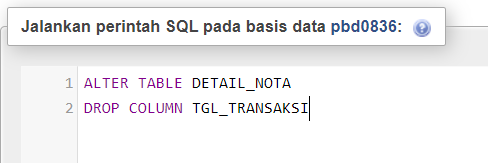 Jalankan perintah SQL pada basis data pbd0836:
1 ALTER TABLE DETAIL_NOTA
2 DROP COLUMN TGL_TRANSAKSI